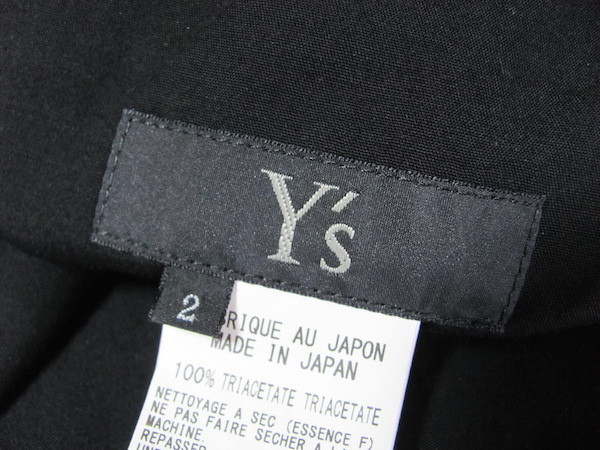 Y's
2
RIQUE AU JAPON
MADE IN JAPAN
100% TRIACETATE TRIACETATE
NETTOYAGE A SEC (ESSENCE F)
NE PAS FAIRE SECHER A
MACHINE.
REPASSER